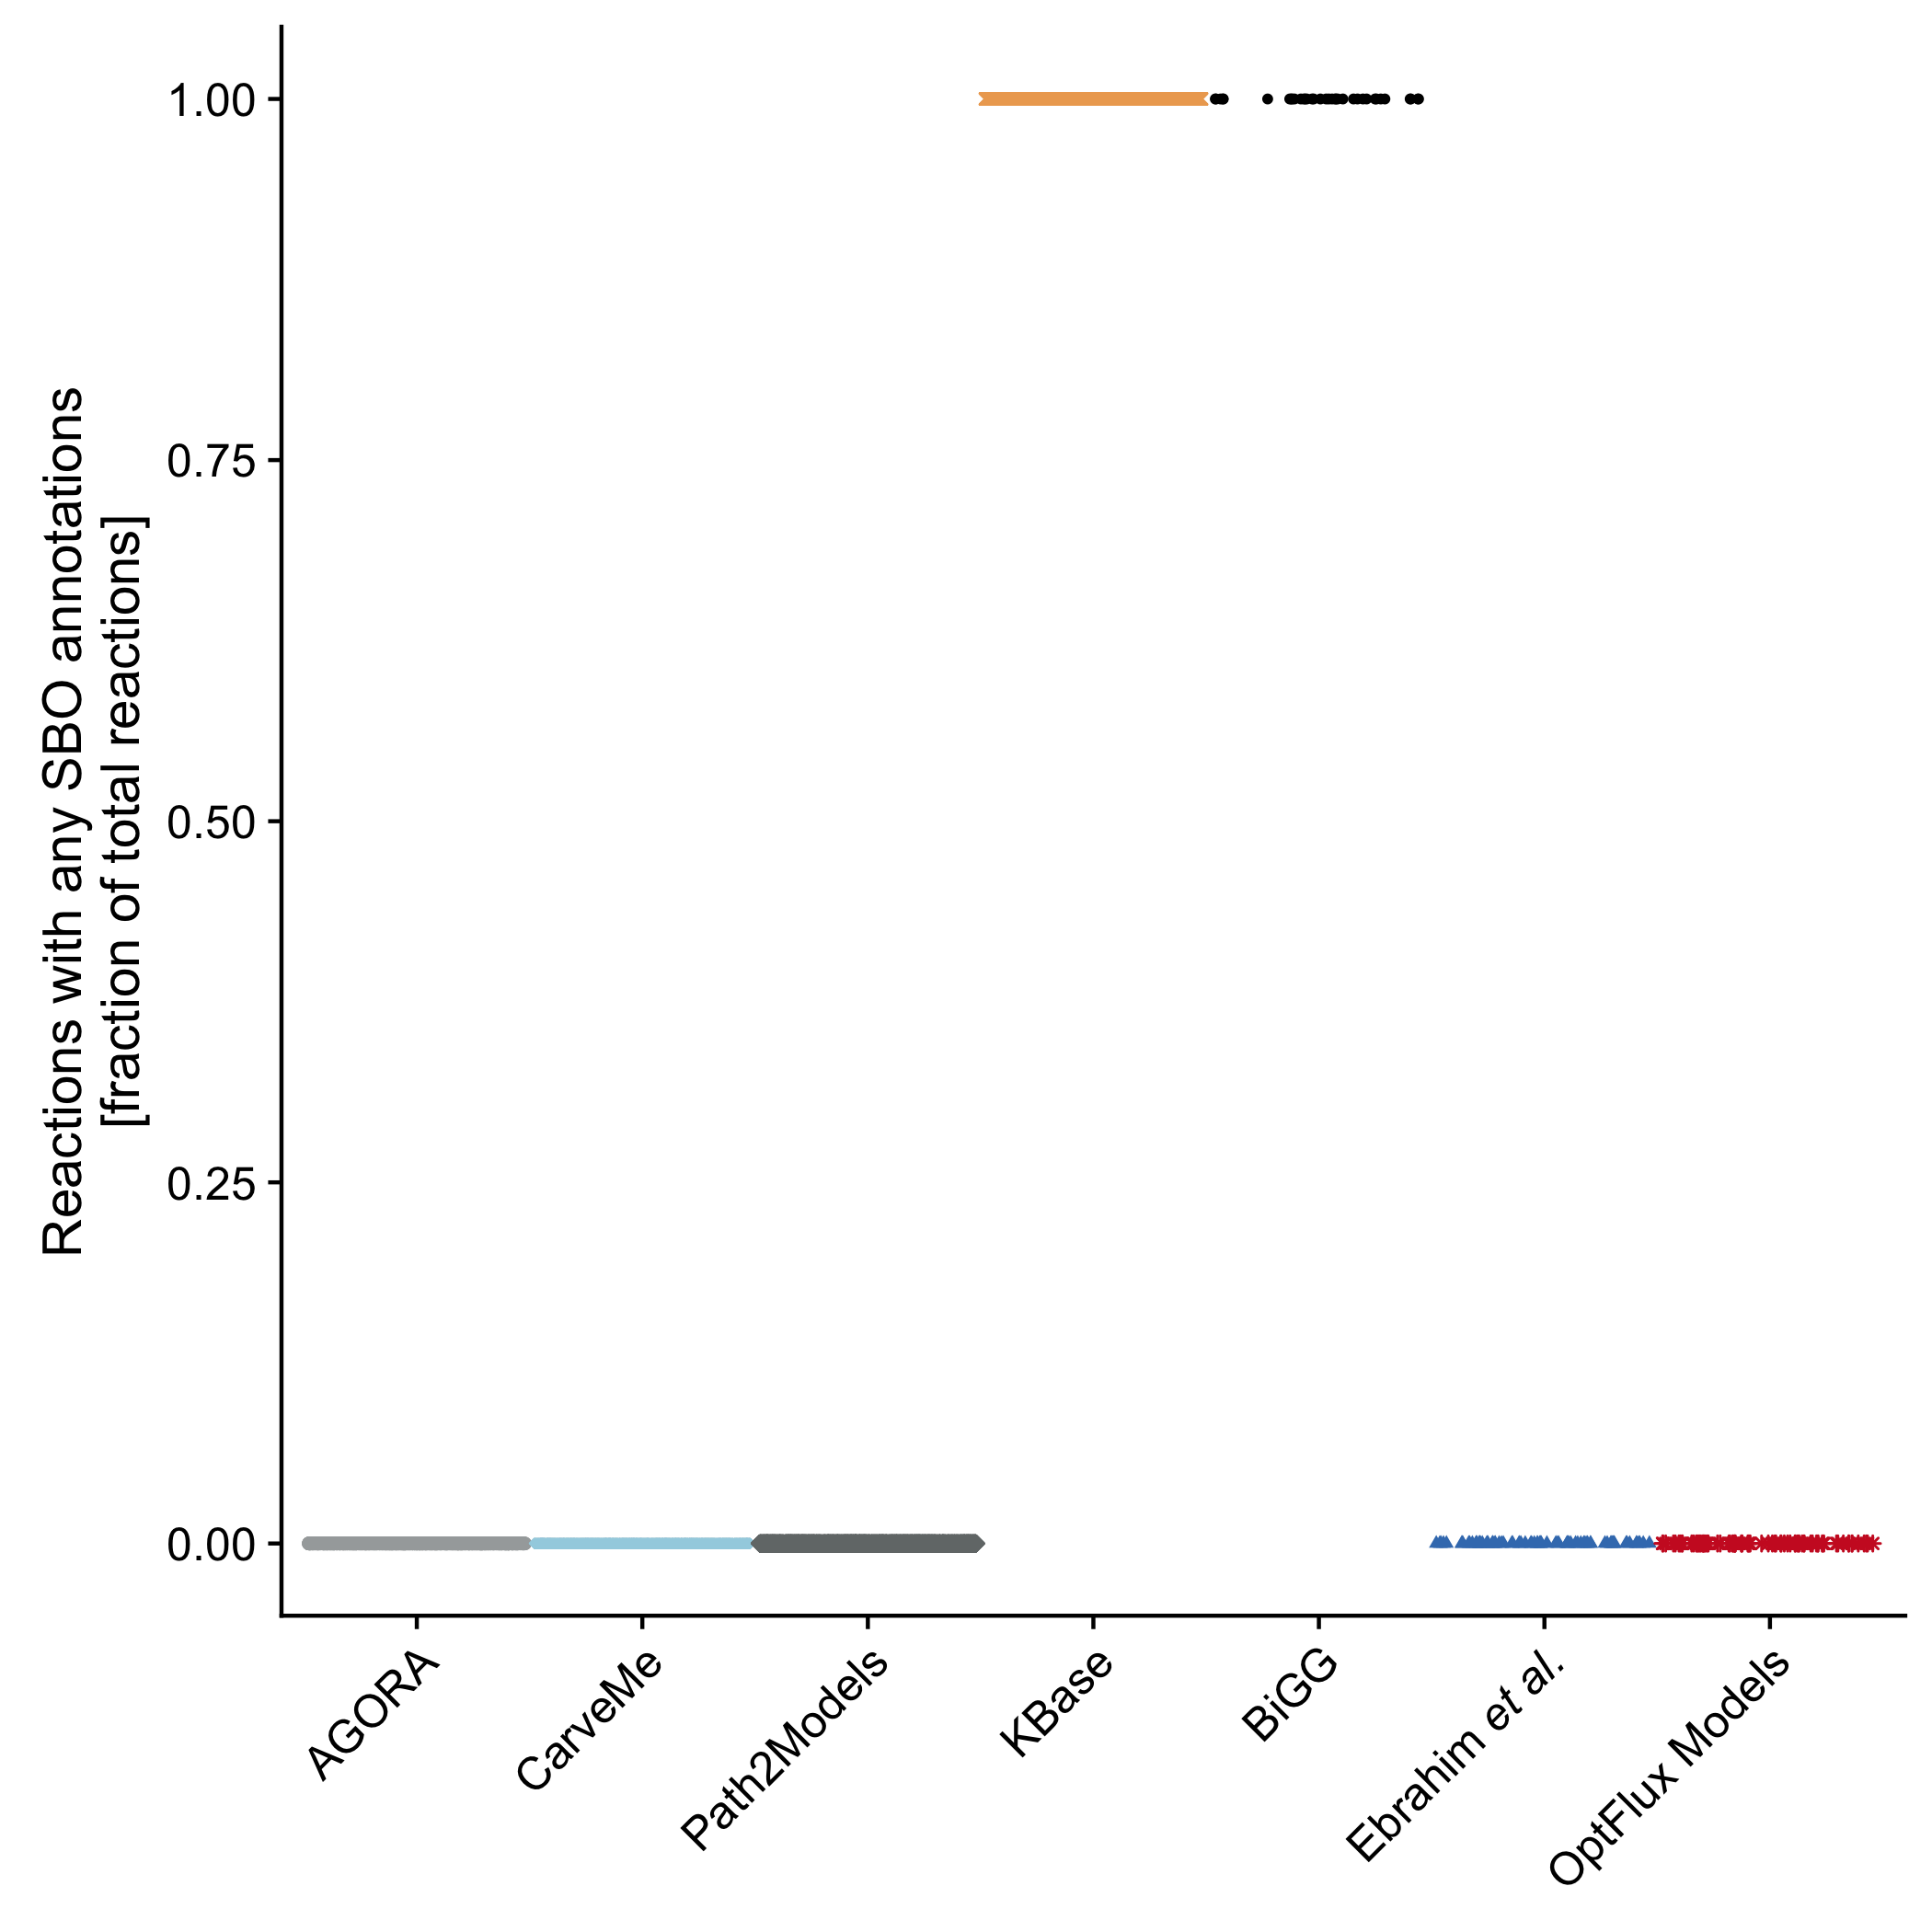 Reactions with any SBO annotations
[fraction of total reactions]
1.00
0.75
0.50
0.25
0.00
AGORA
CarveMe
Path2Models
KBase
BiGG
Ebrahim et al.
OptFlux Models